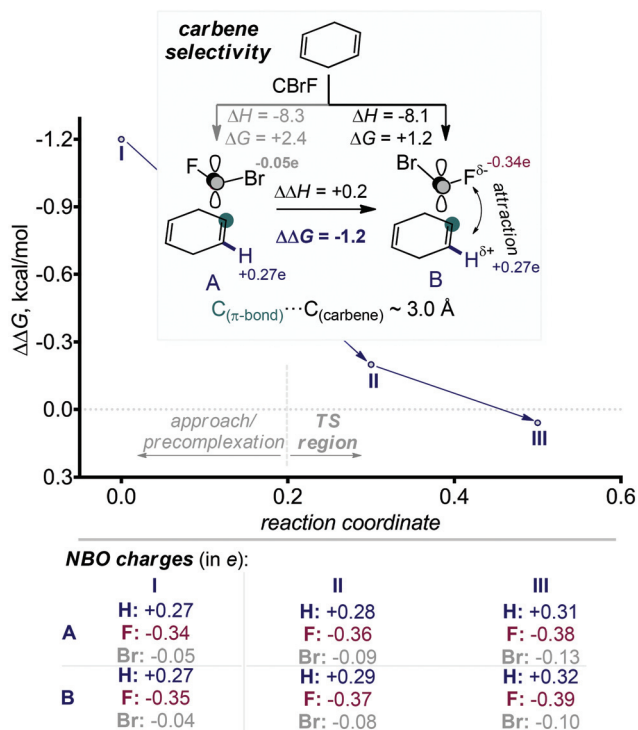 carbene
selectivity
CBrF
ΔH = -8.3
ΔG = +2.4
ΔH = -8.1
ΔG = +1.2
-0.05e
F
Br
Br
Fδ-
-0.34e
ΔΔH = +0.2
ΔΔG = -1.2
attraction
H
+0.27e
Hδ+
+0.27e
A
B
C(π-bond)···C(carbene) ~ 3.0 Å
ΔΔG, kcal/mol
-1.2
-0.9
-0.6
-0.3
0.0
0.3
I
II
III
approach/
precomplexation
TS
region
0.0
0.2
0.4
0.6
reaction coordinate
NBO charges (in e):
I II III
H: +0.27 H: +0.28 H: +0.31
A F: -0.34 F: -0.36 F: -0.38
Br: -0.05 Br: -0.09 Br: -0.13
H: +0.27 H: +0.29 H: +0.32
B F: -0.35 F: -0.37 F: -0.39
Br: -0.04 Br: -0.08 Br: -0.10